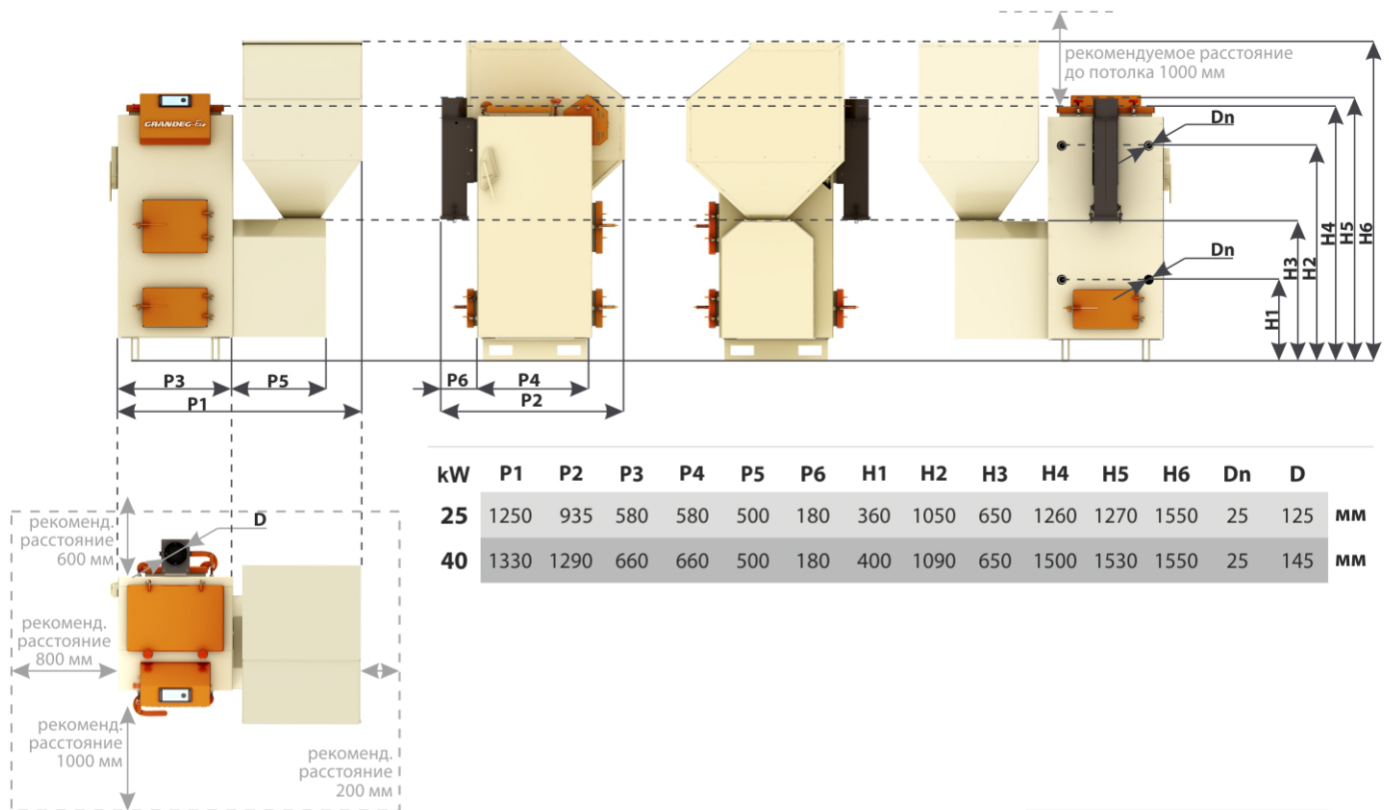 рекомендуемое расстояние
до потолка 1000 мм
GRANDEG-Eco
Dn
Dn
H1
H3
H2
H4
H5
H6
P3
P5
P1
P6
P4
P2
kW P1 P2 P3 P4 P5 P6 H1 H2 H3 H4 H5 H6 Dn D
25 1250 935 580 580 500 180 360 1050 650 1260 1270 1550 25 125 мм
40 1330 1290 660 660 500 180 400 1090 650 1500 1530 1550 25 145 мм
D
рекоменд.
расстояние
600 мм
рекоменд.
расстояние
800 мм
рекоменд.
расстояние
1000 мм
рекоменд.
расстояние
200 мм